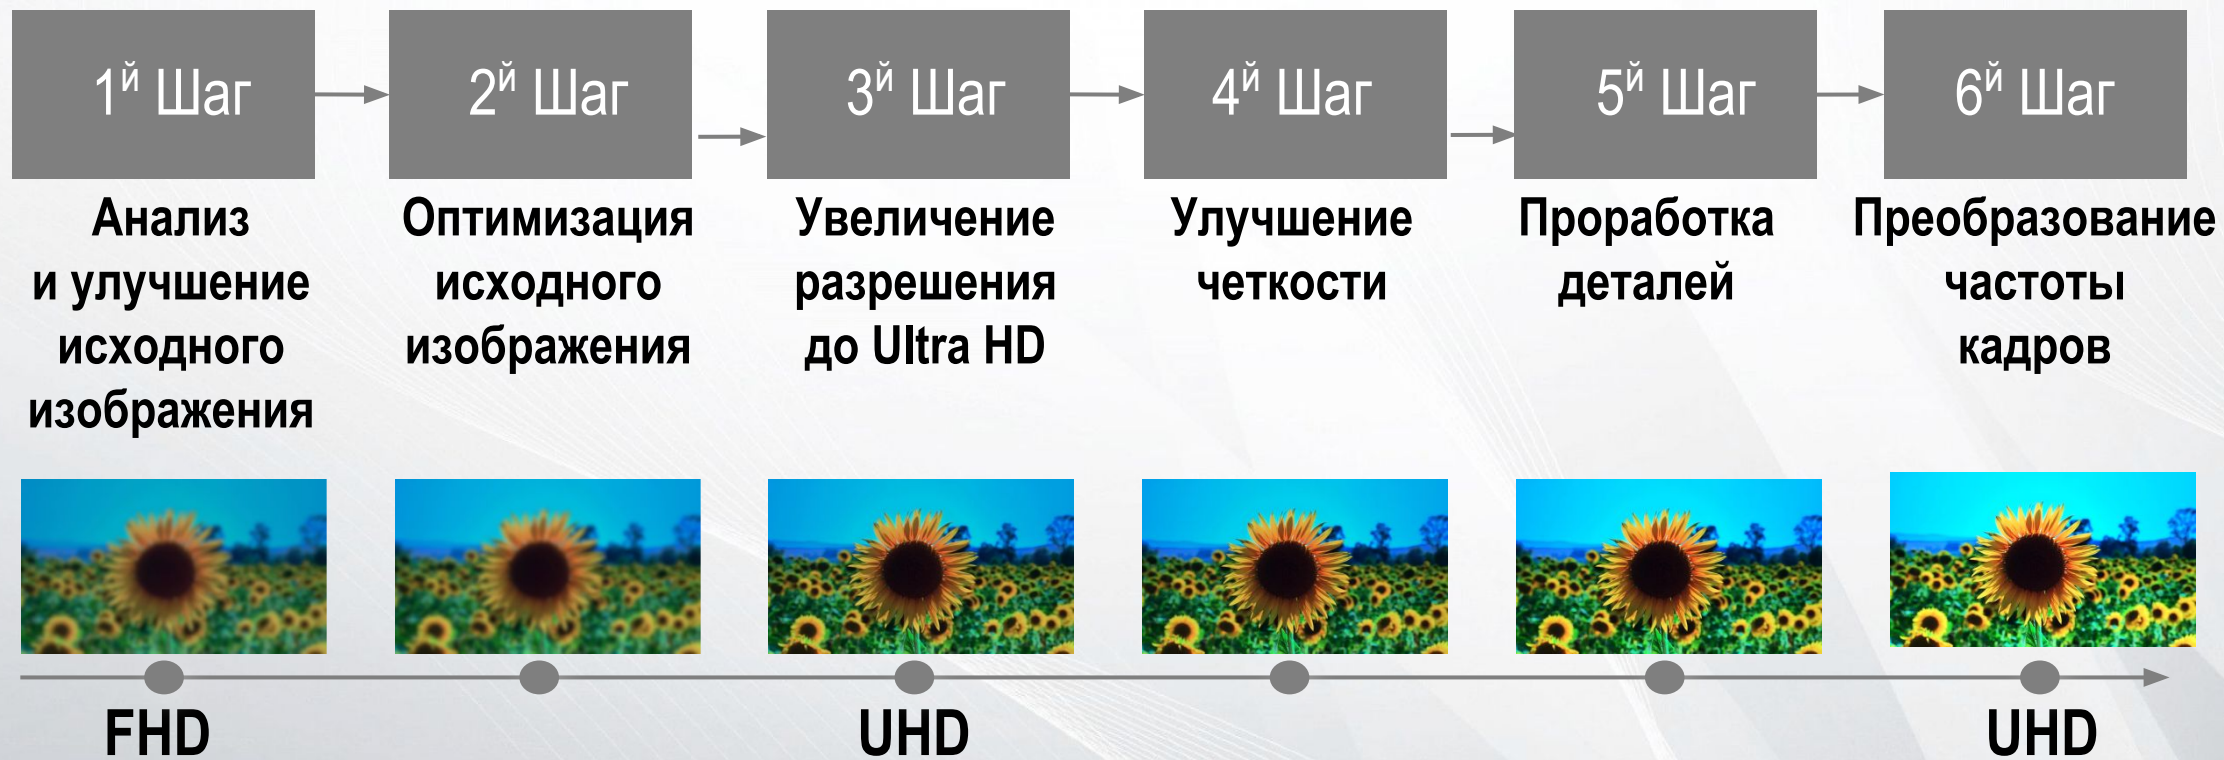 1й Шаг
2й Шаг
3й Шаг
4й Шаг
5й Шаг
6й Шаг
Анализ
и улучшение
исходного
изображения
Оптимизация
исходного
изображения
Увеличение
разрешения
до Ultra HD
Улучшение
четкости
Проработка
деталей
Преобразование
частоты
кадров
FHD
UHD
UHD